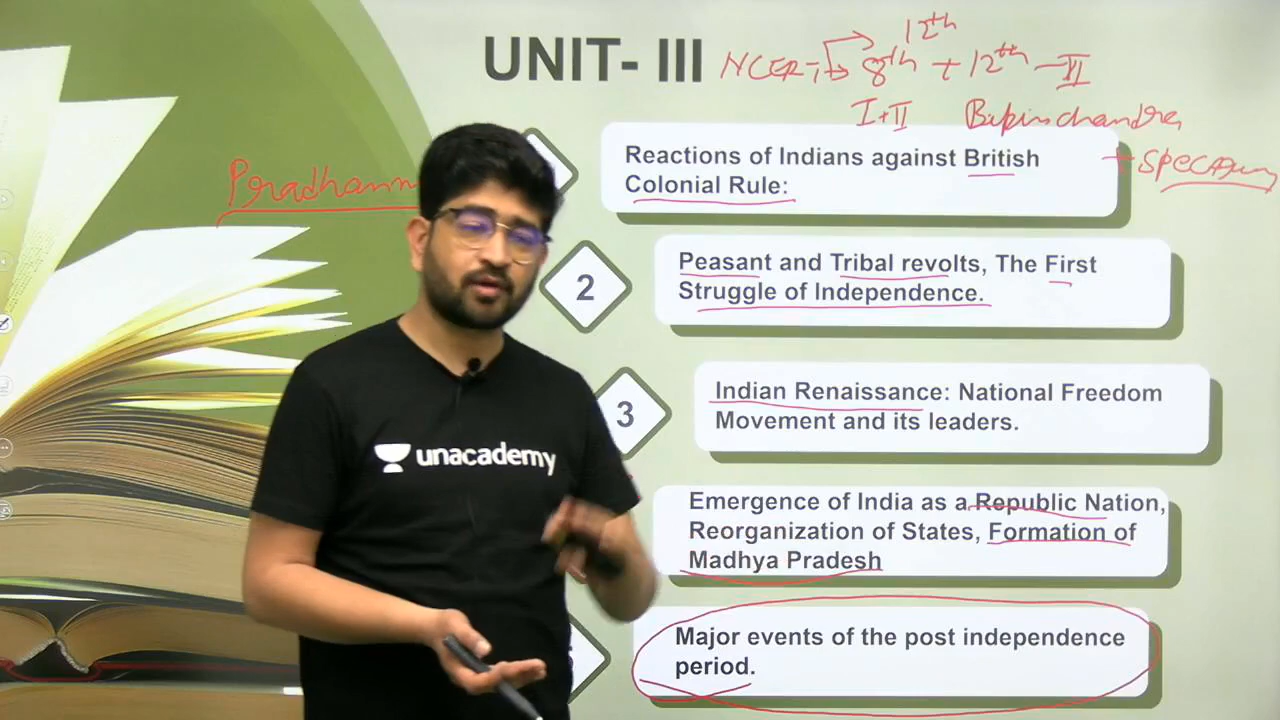 UNIT- III
NCERT → 8th + 12th - II
12th
I+II Bipinchandra
+ Spectrum
Reactions of Indians against British
Colonial Rule:
2
Peasant and Tribal revolts, The First
Struggle of Independence.
3
Indian Renaissance: National Freedom
Movement and its leaders.
Emergence of India as a Republic Nation,
Reorganization of States, Formation of
Madhya Pradesh
Major events of the post independence
period.
unacademy